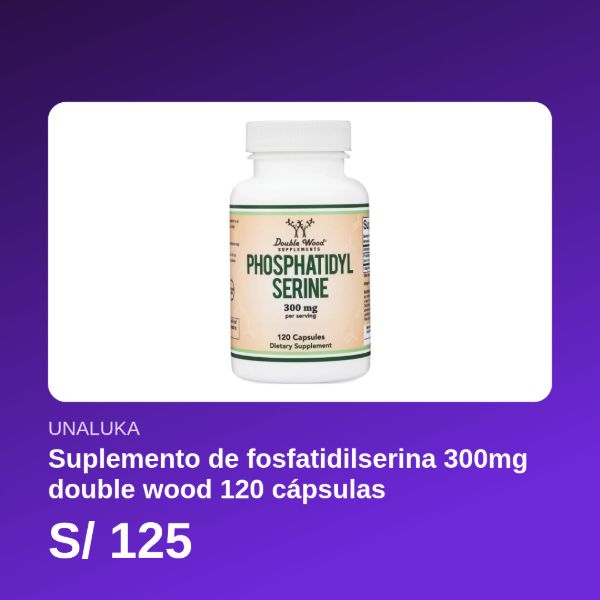 Double Wood
SUPPLEMENTS
PHOSPHATIDYL
SERINE
300 mg
per serving
120 Capsules
Dietary Supplement
UNALUKA
Suplemento de fosfatidilserina 300mg
double wood 120 cápsulas
S/ 125